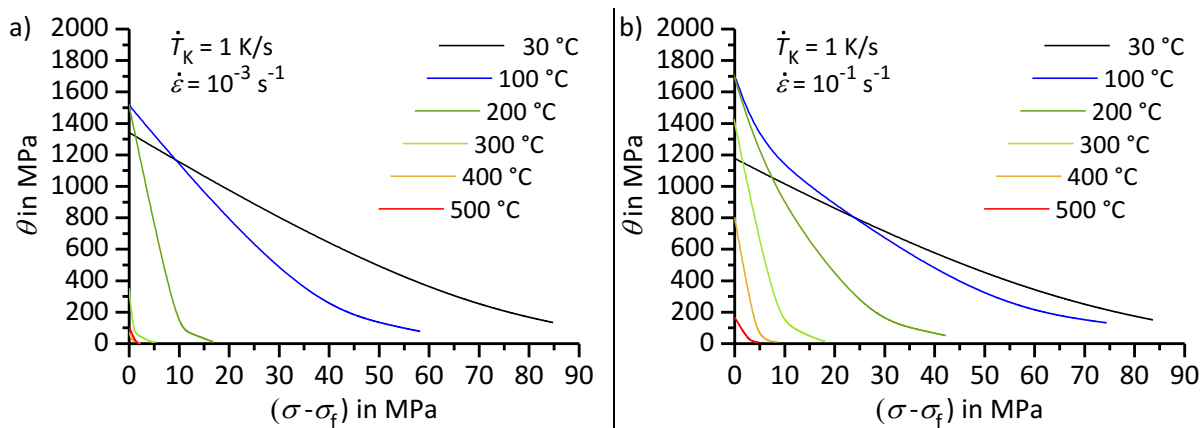 a)
2000
1800
1600
1400
1200
1000
800
600
400
200
0
θ in MPa
Ṫ_K = 1 K/s
ε̇ = 10⁻³ s⁻¹
30 °C
100 °C
200 °C
300 °C
400 °C
500 °C
0 10 20 30 40 50 60 70 80 90
(σ-σ_f) in MPa
b)
2000
1800
1600
1400
1200
1000
800
600
400
200
0
θ in MPa
Ṫ_K = 1 K/s
ε̇ = 10⁻¹ s⁻¹
30 °C
100 °C
200 °C
300 °C
400 °C
500 °C
0 10 20 30 40 50 60 70 80 90
(σ-σ_f) in MPa